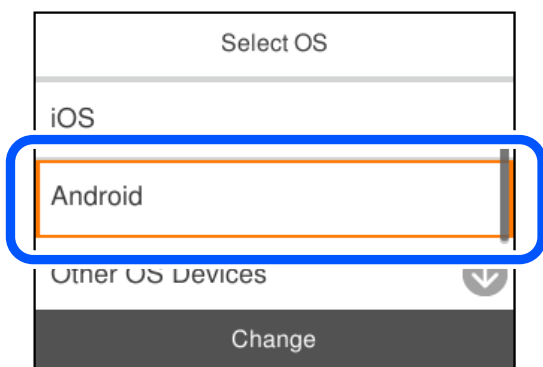 Select OS
iOS
Android
Other OS Devices
Change